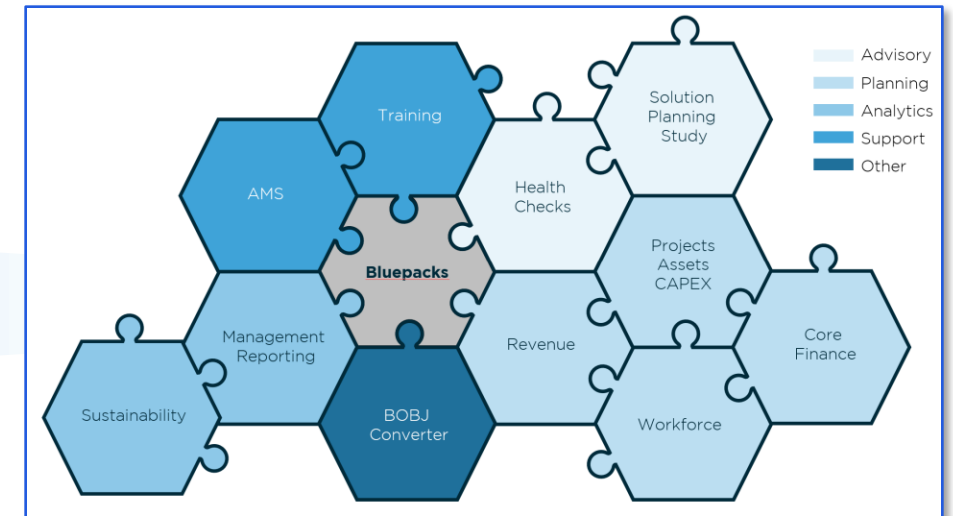 Advisory
Planning
Analytics
Support
Other
Solution
Planning
Study
Training
Health
Checks
AMS
Projects
Assets
CAPEX
Bluepacks
Core
Finance
Management
Reporting
Revenue
Sustainability
BOBJ
Converter
Workforce